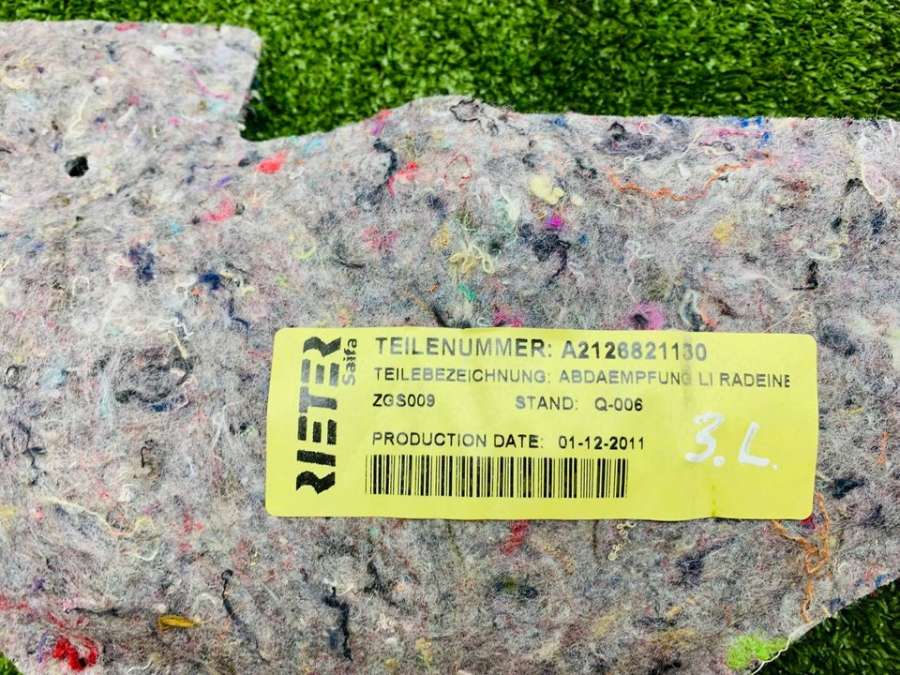 RIETER
Saifa
TEILENUMMER: A2126821130
TEILEBEZEICHNUNG: ABDAEMPFUNG LI RADEINE
ZGS009 STAND: Q-006
PRODUCTION DATE: 01-12-2011
3.L.